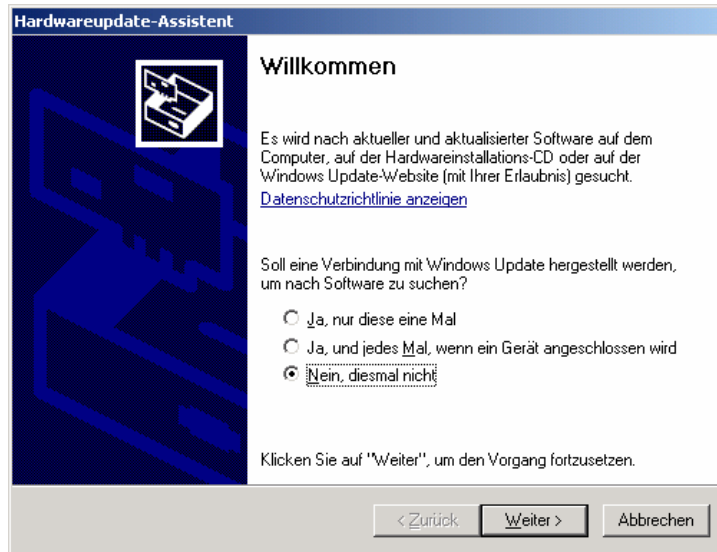 Hardwareupdate-Assistent
Willkommen
Es wird nach aktueller und aktualisierter Software auf dem
Computer, auf der Hardwareinstallations-CD oder auf der
Windows Update-Website (mit Ihrer Erlaubnis) gesucht.
Datenschutzrichtlinie anzeigen
Soll eine Verbindung mit Windows Update hergestellt werden,
um nach Software zu suchen?
Ja, nur diese eine Mal
Ja, und jedes Mal, wenn ein Gerät angeschlossen wird
Nein, diesmal nicht
Klicken Sie auf "Weiter", um den Vorgang fortzusetzen.
< Zurück
Weiter >
Abbrechen